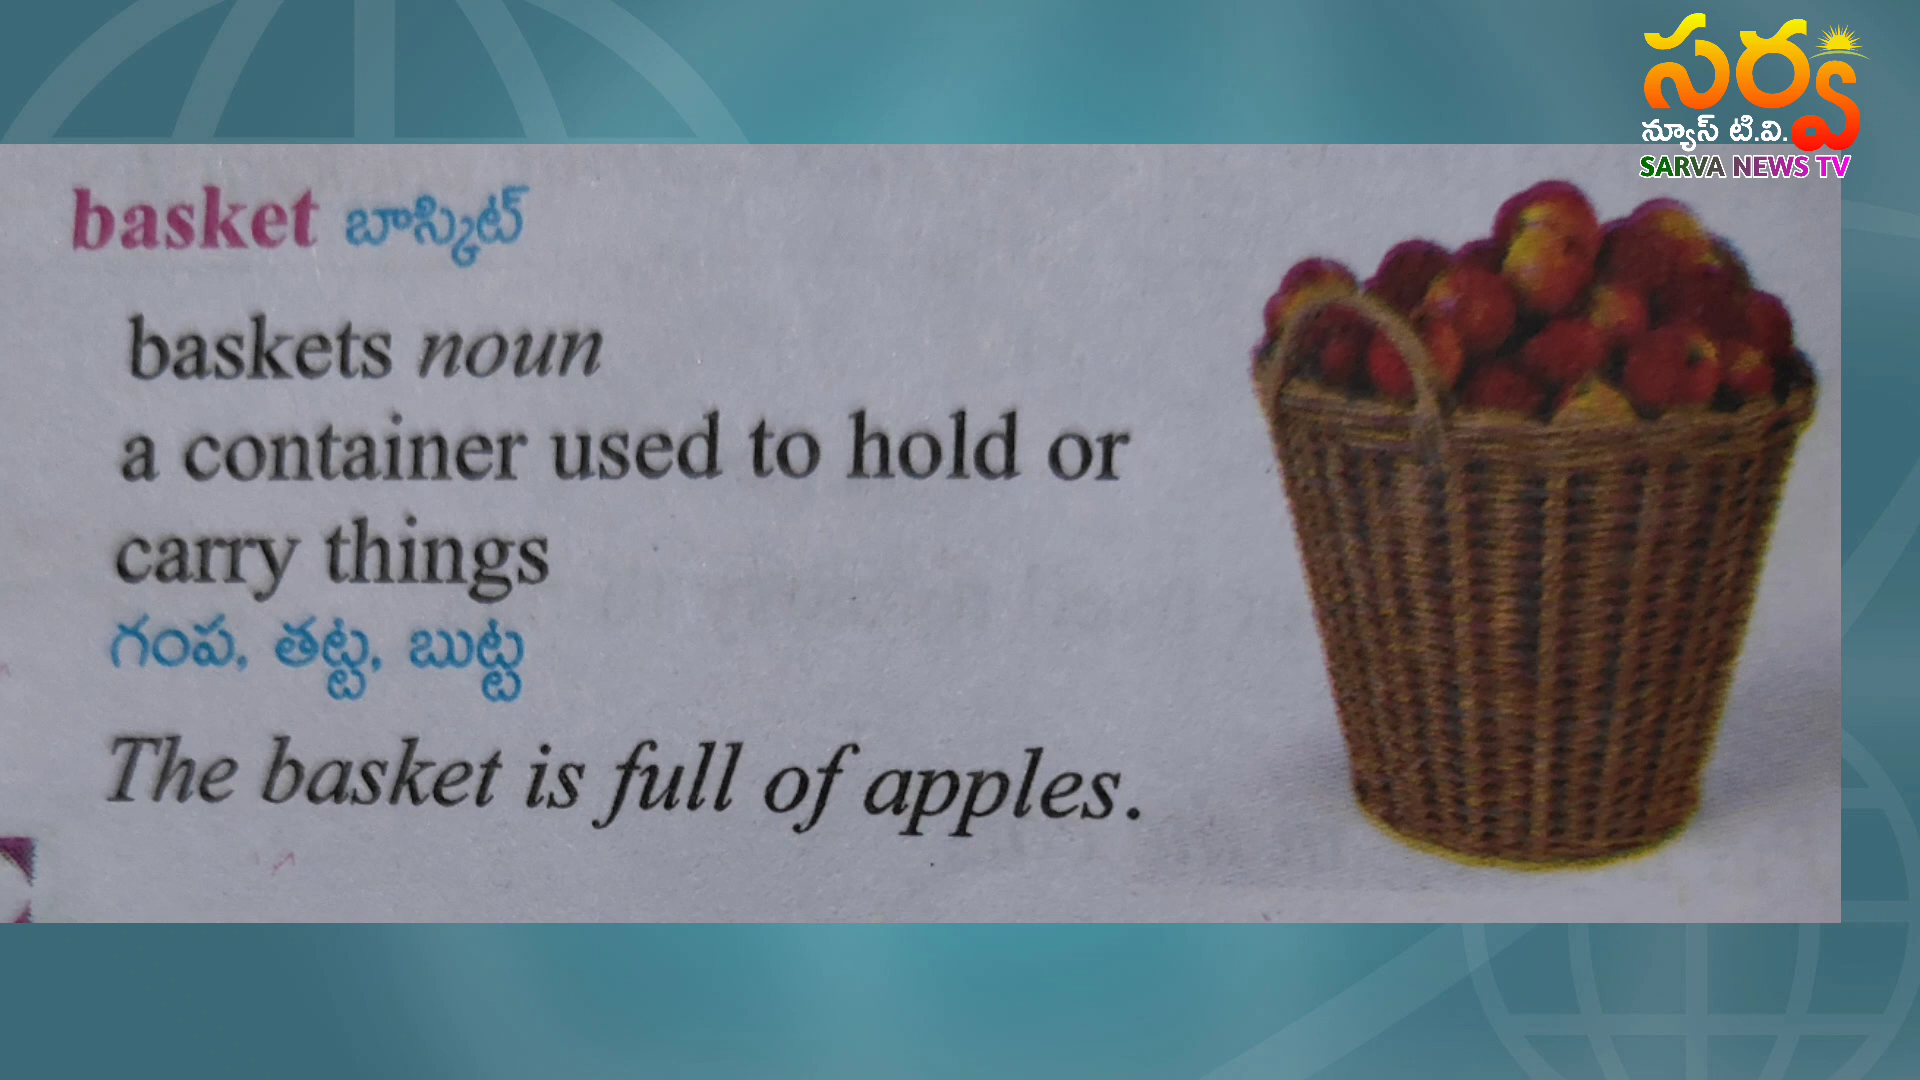 సర్వ
న్యూస్ టి.వి.
SARVA NEWS TV
basket బాస్కిట్
baskets noun
a container used to hold or
carry things
గంప, తట్ట, బుట్ట
The basket is full of apples.